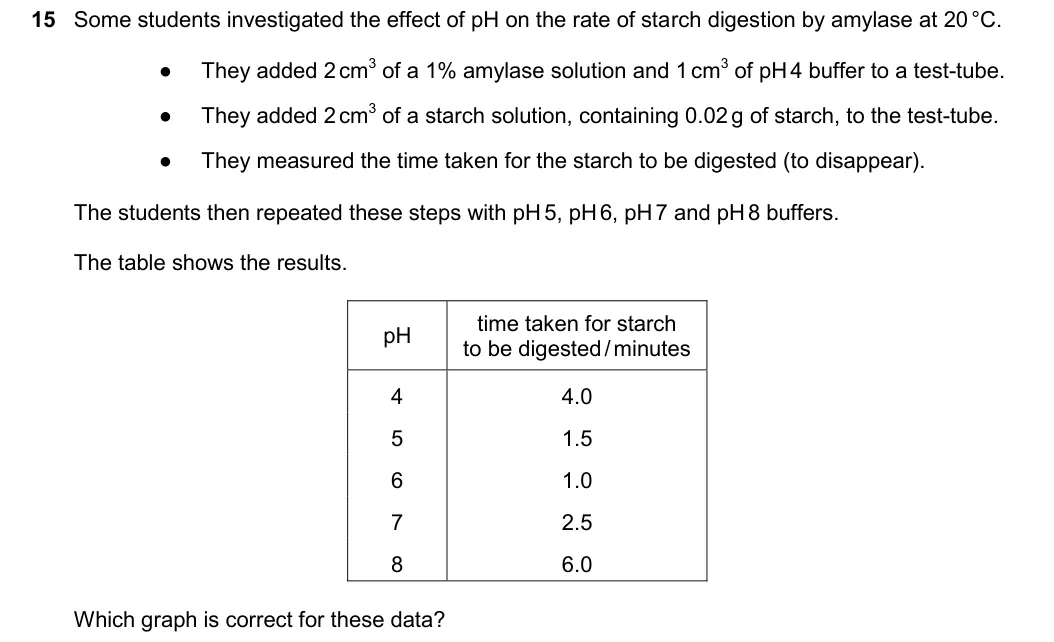 15 Some students investigated the effect of pH on the rate of starch digestion by amylase at 20 °C.
● They added 2 cm³ of a 1% amylase solution and 1 cm³ of pH 4 buffer to a test-tube.
● They added 2 cm³ of a starch solution, containing 0.02 g of starch, to the test-tube.
● They measured the time taken for the starch to be digested (to disappear).
The students then repeated these steps with pH 5, pH 6, pH 7 and pH 8 buffers.
The table shows the results.
pH
time taken for starch
to be digested / minutes
4 4.0
5 1.5
6 1.0
7 2.5
8 6.0
Which graph is correct for these data?